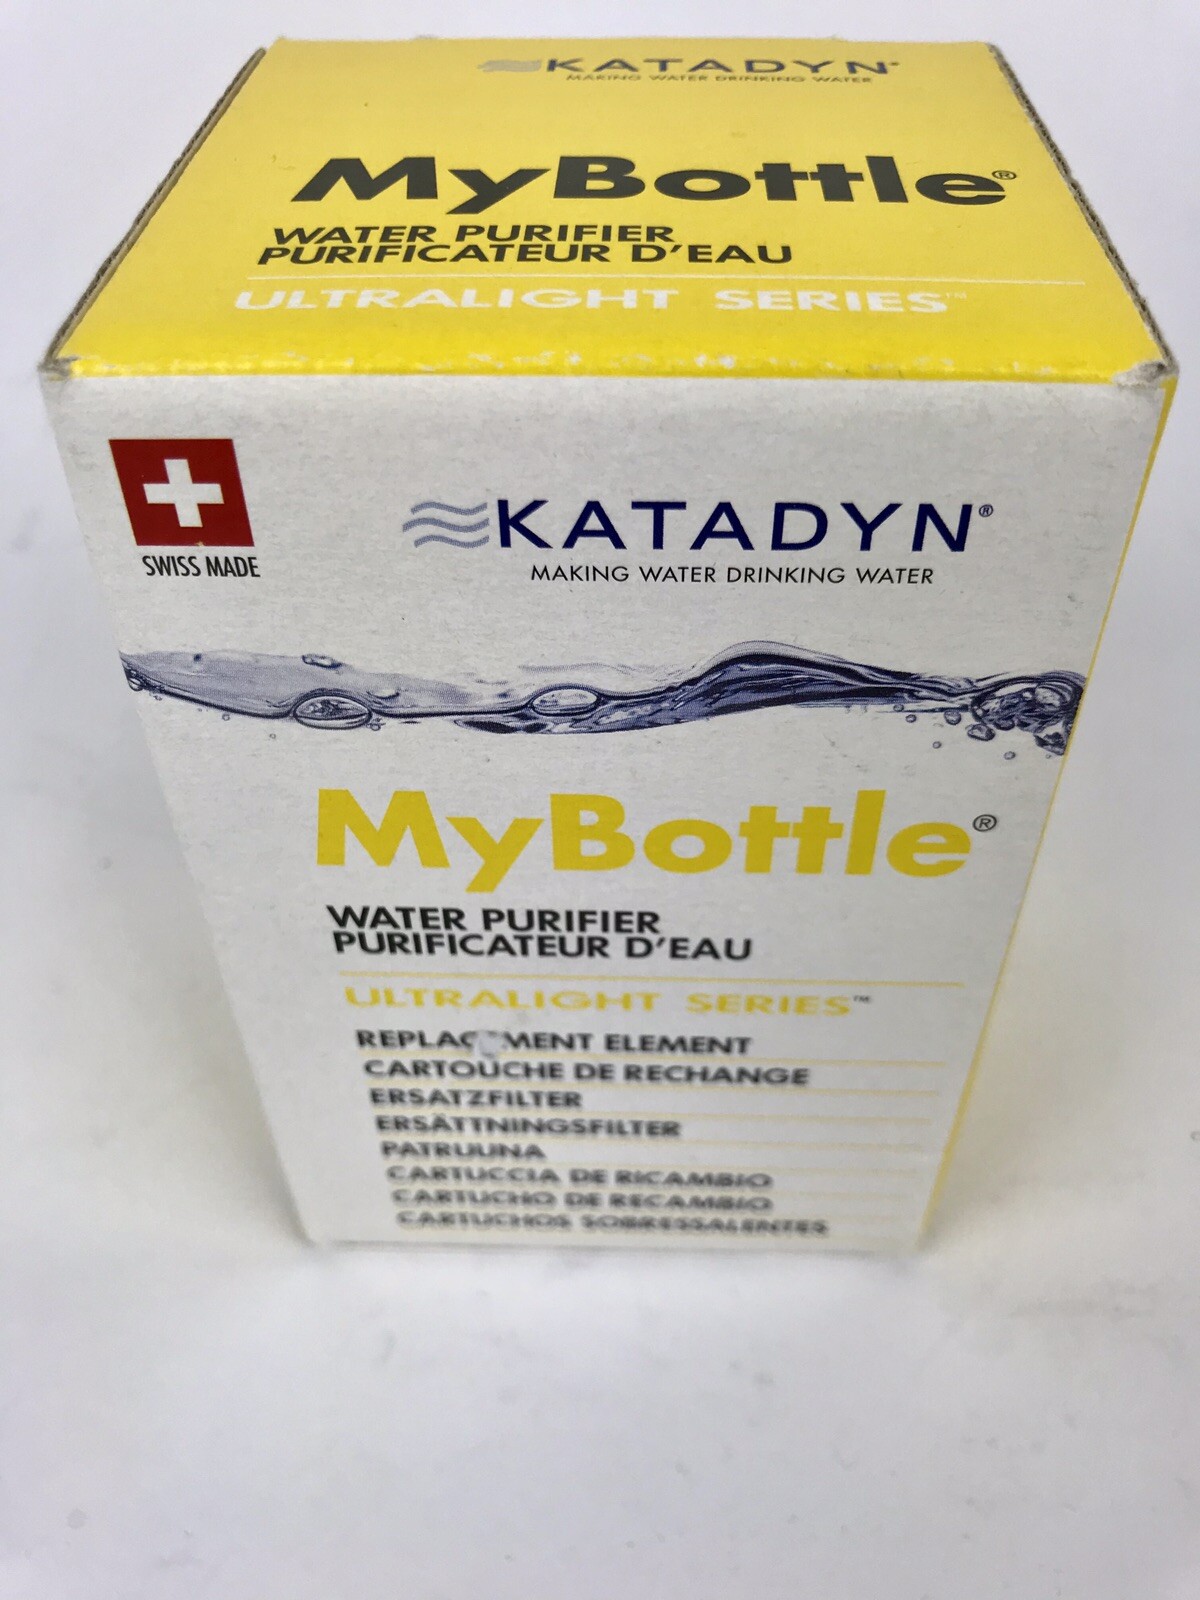 KATADYN®
MAKING WATER DRINKING WATER
MyBottle®
WATER PURIFIER
PURIFICATEUR D'EAU
ULTRALIGHT SERIES™
SWISS MADE
KATADYN®
MAKING WATER DRINKING WATER
MyBottle®
WATER PURIFIER
PURIFICATEUR D'EAU
ULTRALIGHT SERIES™
REPLACEMENT ELEMENT
CARTOUCHE DE RECHANGE
ERSATZFILTER
ERSÄTTNINGSFILTER
PATRUUNA
CARTUCCIA DE RICAMBIO
CARTUCHO DE RECAMBIO
CARTUCHOS SOBRESSALENTES